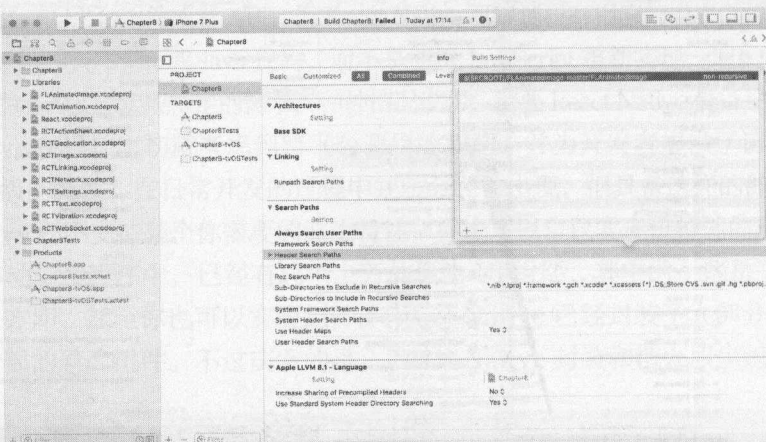 Chapter8 › iPhone 7 Plus
Chapter8 | Build Chapter8: Failed | Today at 17:14 1 1
Chapter8
Info Build Settings
Chapter8
Chapter8
Libraries
FLAnimatedImage.xcodeproj
RCTAnimation.xcodeproj
React.xcodeproj
RCTActionSheet.xcodeproj
RCTGeolocation.xcodeproj
RCTImage.xcodeproj
RCTLinking.xcodeproj
RCTNetwork.xcodeproj
RCTSettings.xcodeproj
RCTText.xcodeproj
RCTVibration.xcodeproj
RCTWebSocket.xcodeproj
Chapter8Tests
Products
Chapter8.app
Chapter8Tests.xctest
Chapter8-tvOS.app
Chapter8-tvOSTests.xctest
PROJECT
Chapter8
TARGETS
Chapter8
Chapter8Tests
Chapter8-tvOS
Chapter8-tvOSTests
Basic Customized All Combined Levels
$(SRCROOT)/FLAnimatedImage-master/FLAnimatedImage non-recursive
Architectures
Setting
Base SDK
Linking
Setting
Runpath Search Paths
Search Paths
Setting
Always Search User Paths
Framework Search Paths
Header Search Paths
Library Search Paths
Rez Search Paths
Sub-Directories to Exclude in Recursive Searches *.nib *.lproj *.framework *.gch *.xcode* *.xcassets (*) .DS_Store CVS .svn .git .hg *.pbproj
Sub-Directories to Include in Recursive Searches
System Framework Search Paths
System Header Search Paths
Use Header Maps Yes
User Header Search Paths
Apple LLVM 8.1 - Language
Setting Chapter8
Increase Sharing of Precompiled Headers No
Use Standard System Header Directory Searching Yes
Filter
Filter